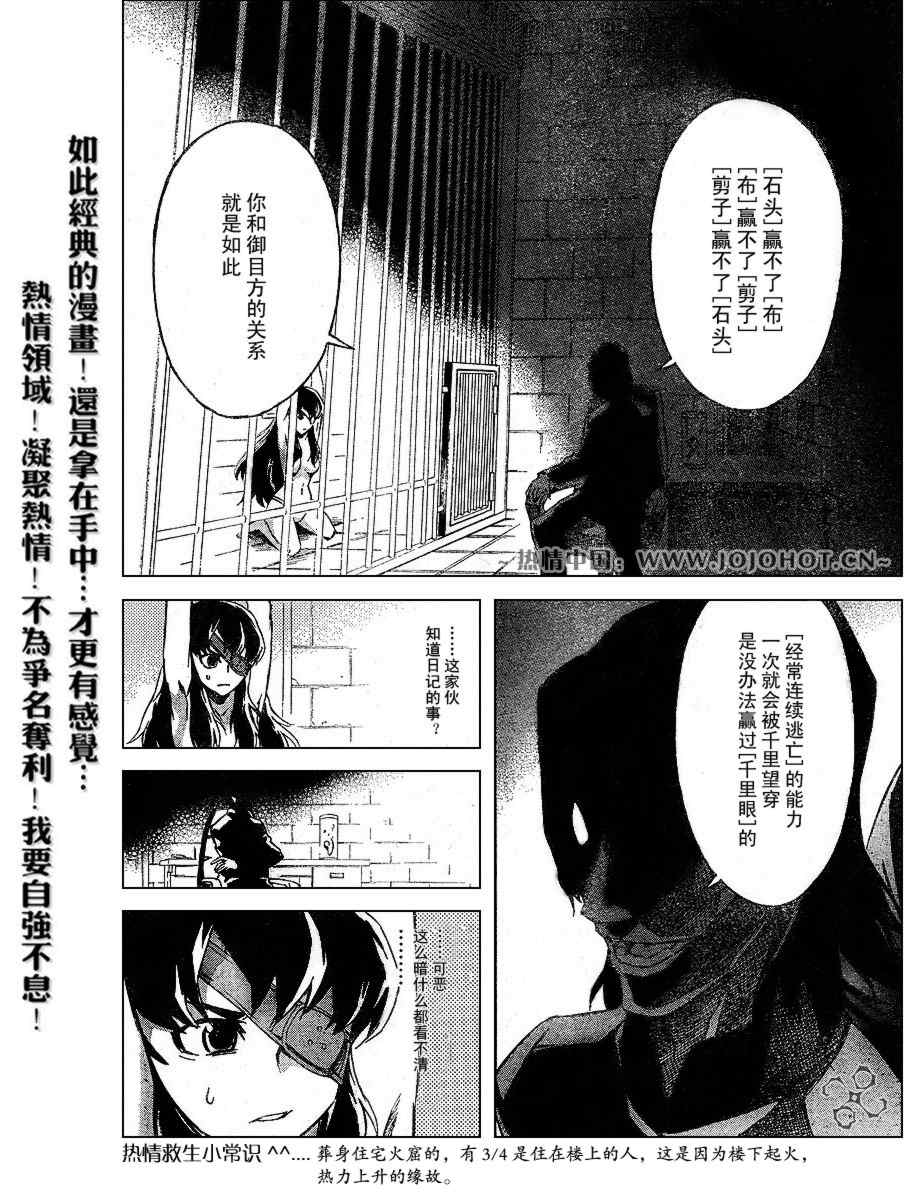 [石头]赢不了[布]
[布]赢不了[剪子]
[剪子]赢不了[石头]
你和御目方的关系
就是如此
~热情中国：WWW.JOJOHOT.CN~
[经常连续逃亡]的能力
一次就会被千里望穿
是没办法赢过[千里眼]的
……这家伙
知道日记的事？
……可恶
这么暗什么都看不清
………
如此經典的漫畫！還是拿在手中…才更有感覺…
熱情領域！凝聚熱情！不為爭名奪利！我要自強不息！
热情救生小常识 ^^.... 葬身住宅火窟的，有 3/4 是住在楼上的人，这是因为楼下起火，
热力上升的缘故。